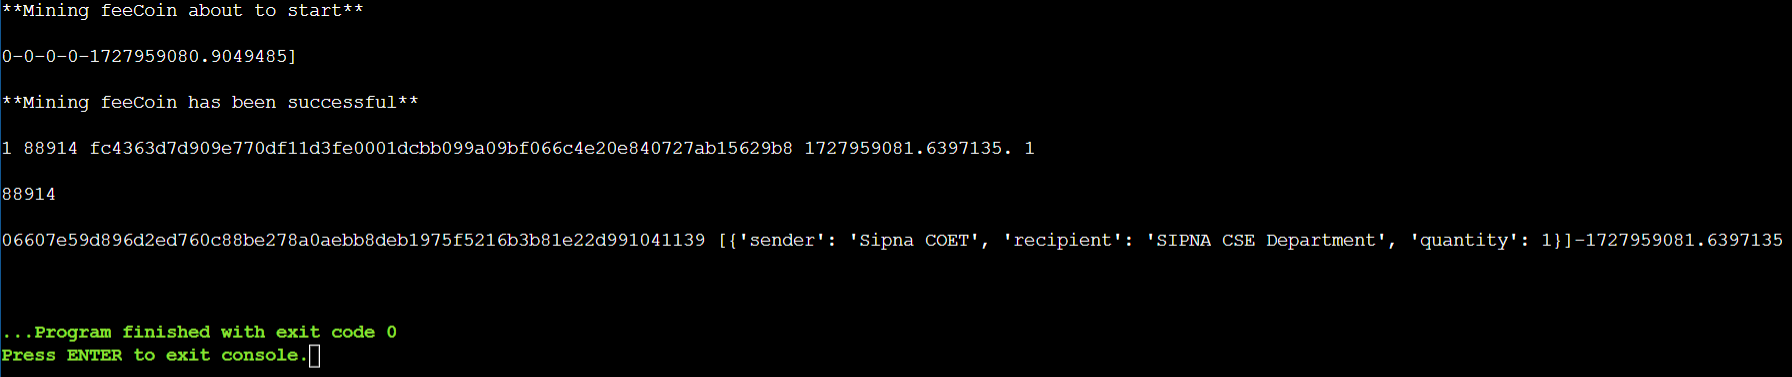 **Mining feeCoin about to start**
0-0-0-0-1727959080.9049485]
**Mining feeCoin has been successful**
1 88914 fc4363d7d909e770df11d3fe0001dcbb099a09bf066c4e20e840727ab15629b8 1727959081.6397135. 1
88914
06607e59d896d2ed760c88be278a0aebb8deb1975f5216b3b81e22d991041139 [{'sender': 'Sipna COET', 'recipient': 'SIPNA CSE Department', 'quantity': 1}]-1727959081.6397135
...Program finished with exit code 0
Press ENTER to exit console.